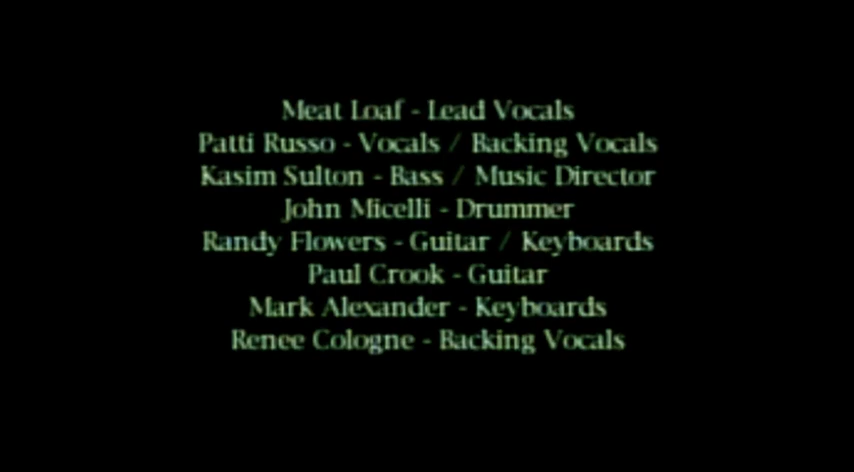 Meat Loaf - Lead Vocals
Patti Russo - Vocals / Backing Vocals
Kasim Sulton - Bass / Music Director
John Micelli - Drummer
Randy Flowers - Guitar / Keyboards
Paul Crook - Guitar
Mark Alexander - Keyboards
Renee Cologne - Backing Vocals